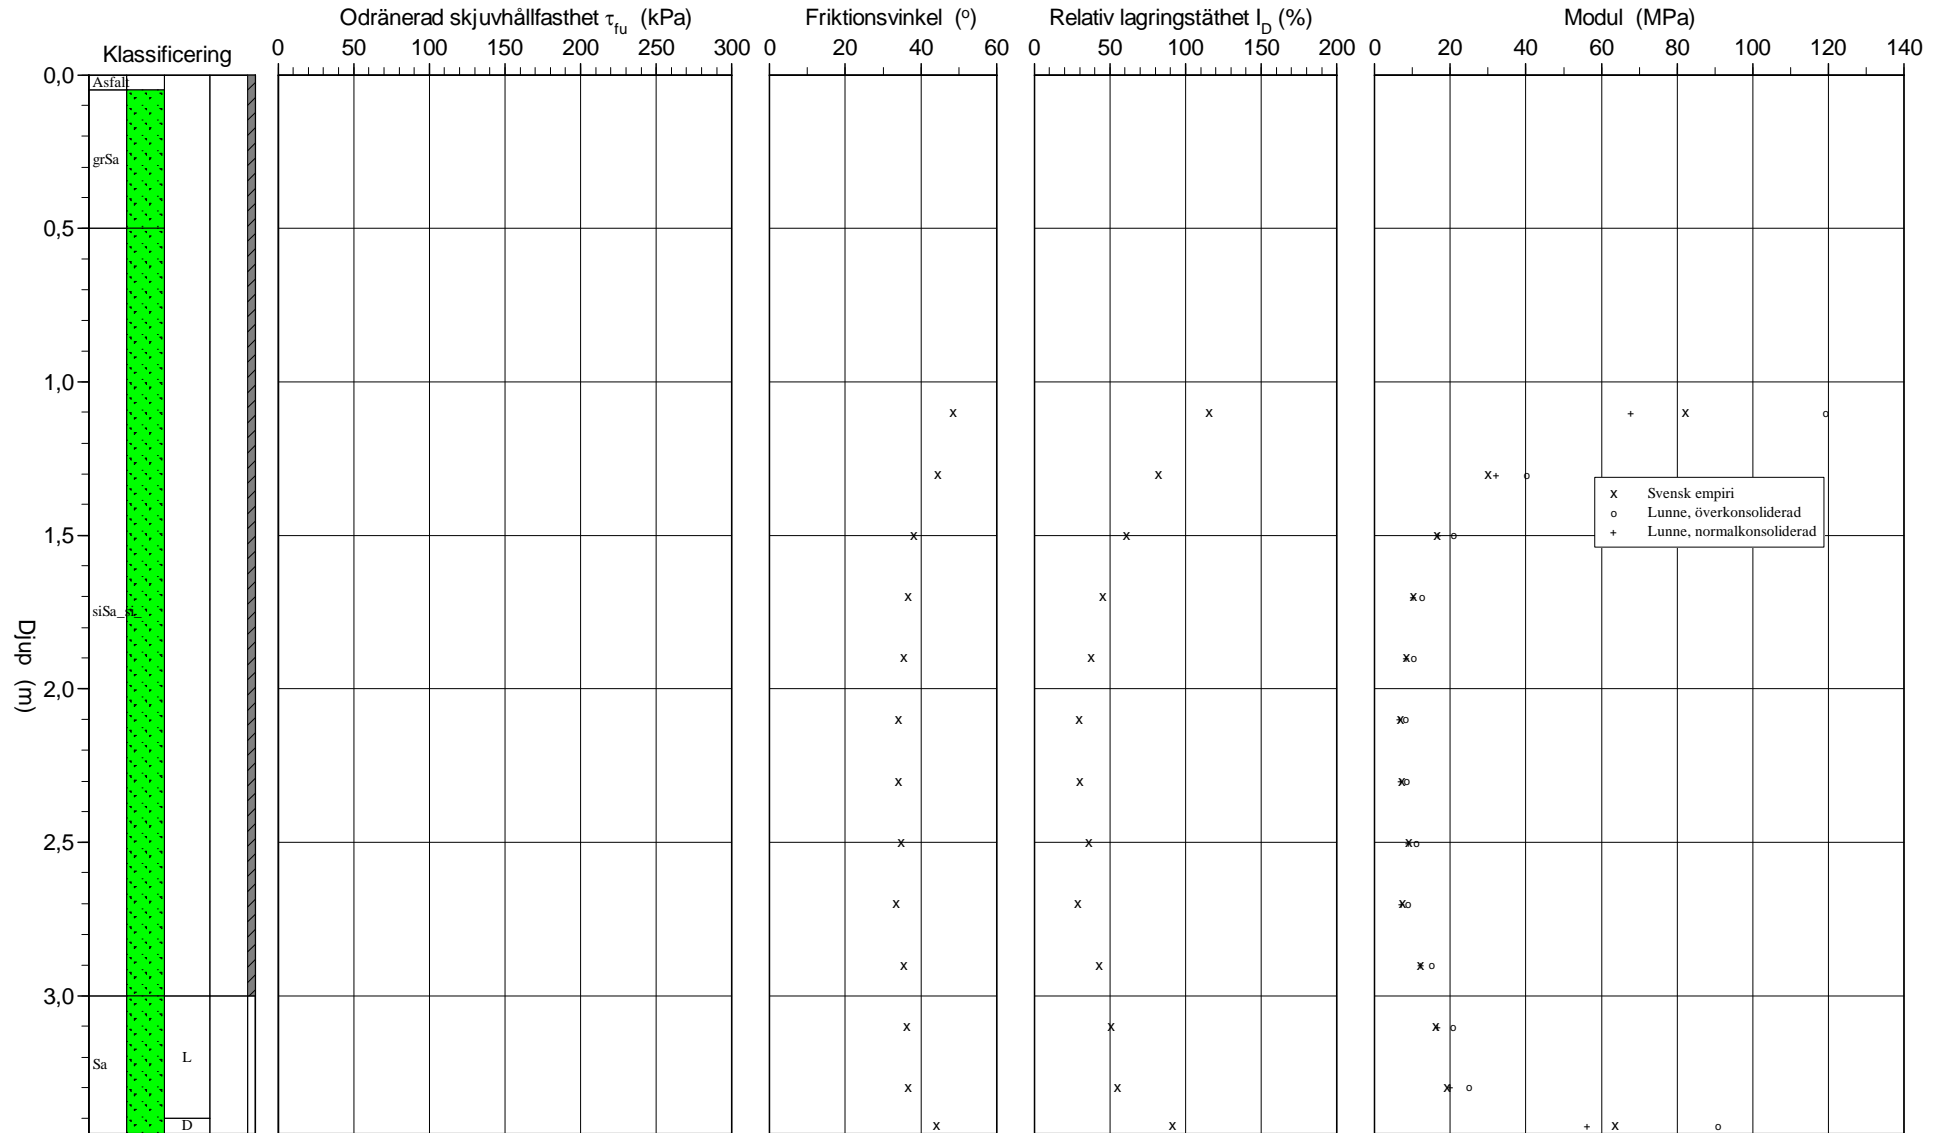 Klassificering
Odränerad skjuvhållfasthet τfu (kPa)
Friktionsvinkel (º)
Relativ lagringstäthet ID (%)
Modul (MPa)
0 50 100 150 200 250 300
0 20 40 60
0 50 100 150 200
0 20 40 60 80 100 120 140
Djup (m)
0,0
Asfalt
grSa
0,5
1,0
1,5
siSa_si_
2,0
2,5
3,0
Sa
L
D
x Svensk empiri
o Lunne, överkonsoliderad
+ Lunne, normalkonsoliderad